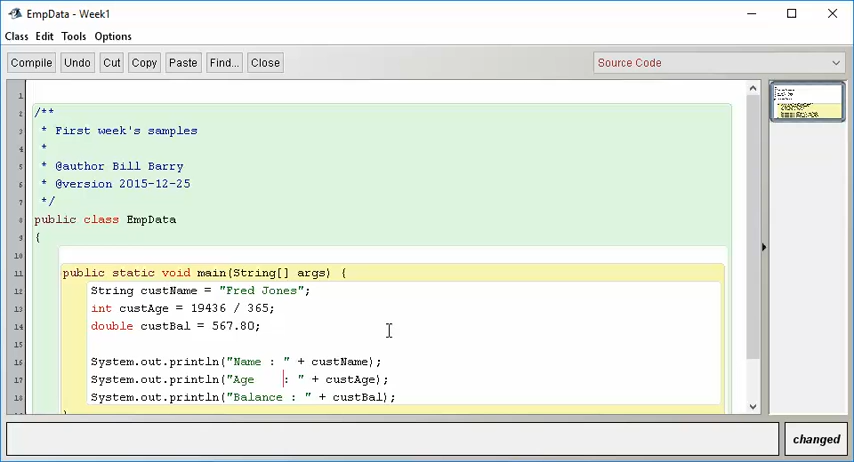 EmpData - Week1
Class Edit Tools Options
Compile Undo Cut Copy Paste Find... Close Source Code
1
2 /**
3 * First week's samples
4 *
5 * @author Bill Barry
6 * @version 2015-12-25
7 */
8 public class EmpData
9 {
10
11 public static void main(String[] args) {
12 String custName = "Fred Jones";
13 int custAge = 19436 / 365;
14 double custBal = 567.80;
15
16 System.out.println("Name : " + custName);
17 System.out.println("Age    : " + custAge);
18 System.out.println("Balance : " + custBal);
changed